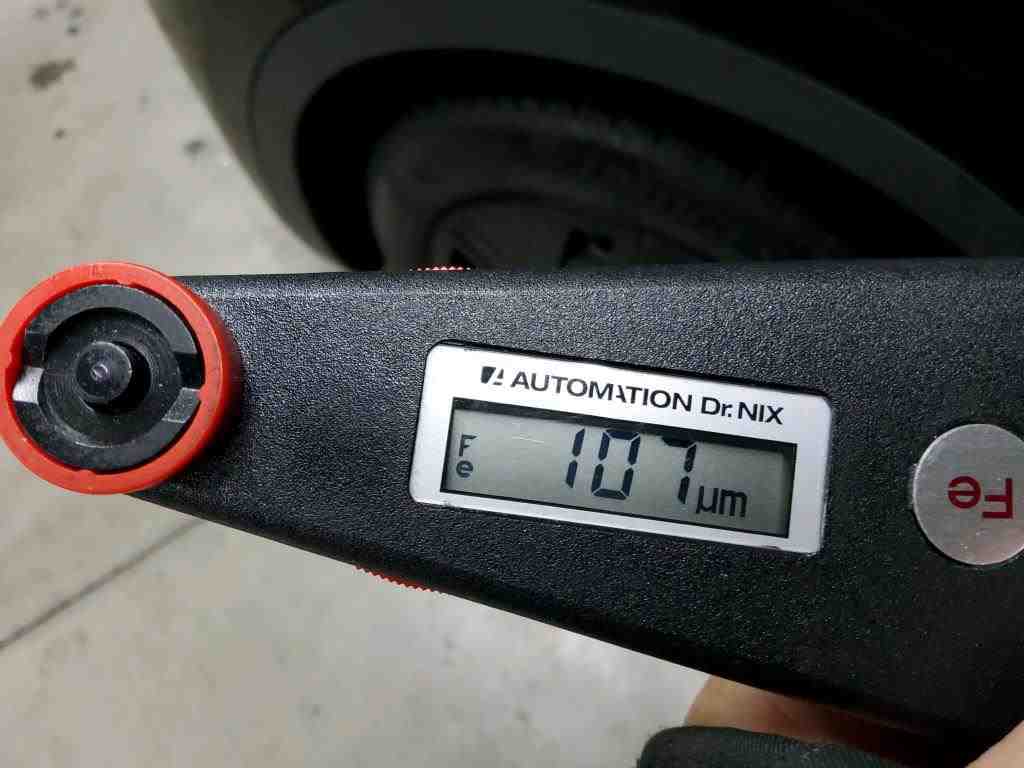 AUTOMATION Dr. NIX
Fe 107 µm
Fe